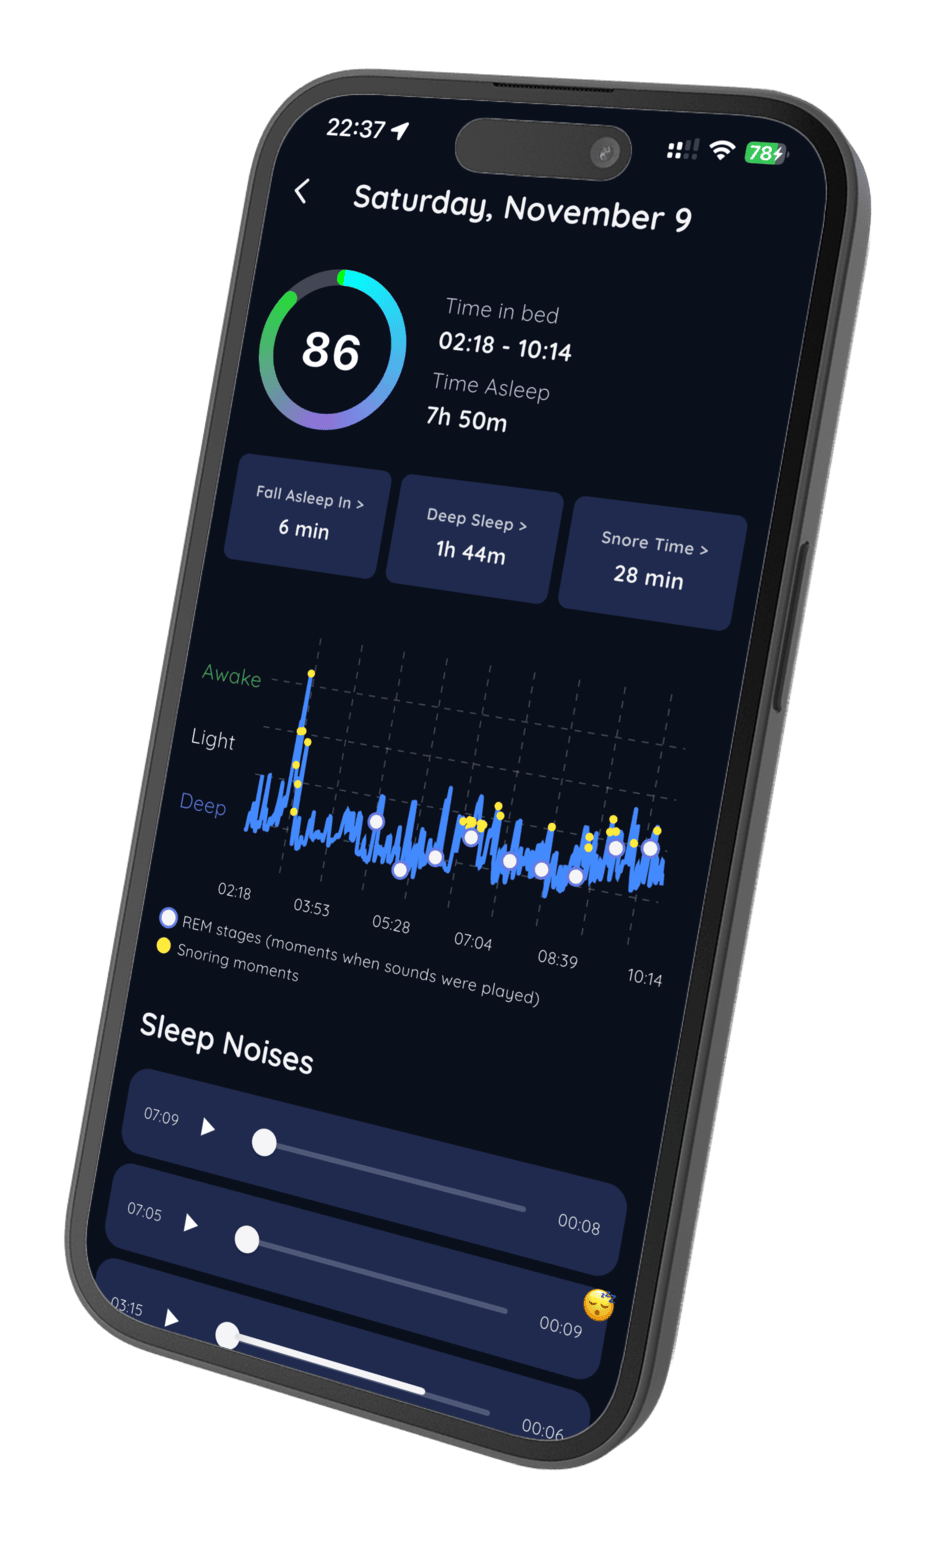 22:37
78
Saturday, November 9
86
Time in bed
02:18 - 10:14
Time Asleep
7h 50m
Fall Asleep In >
6 min
Deep Sleep >
1h 44m
Snore Time >
28 min
Awake
Light
Deep
02:18 03:53 05:28 07:04 08:39 10:14
REM stages (moments when sounds were played)
Snoring moments
Sleep Noises
07:09 00:08
07:05 00:09
03:15 00:06